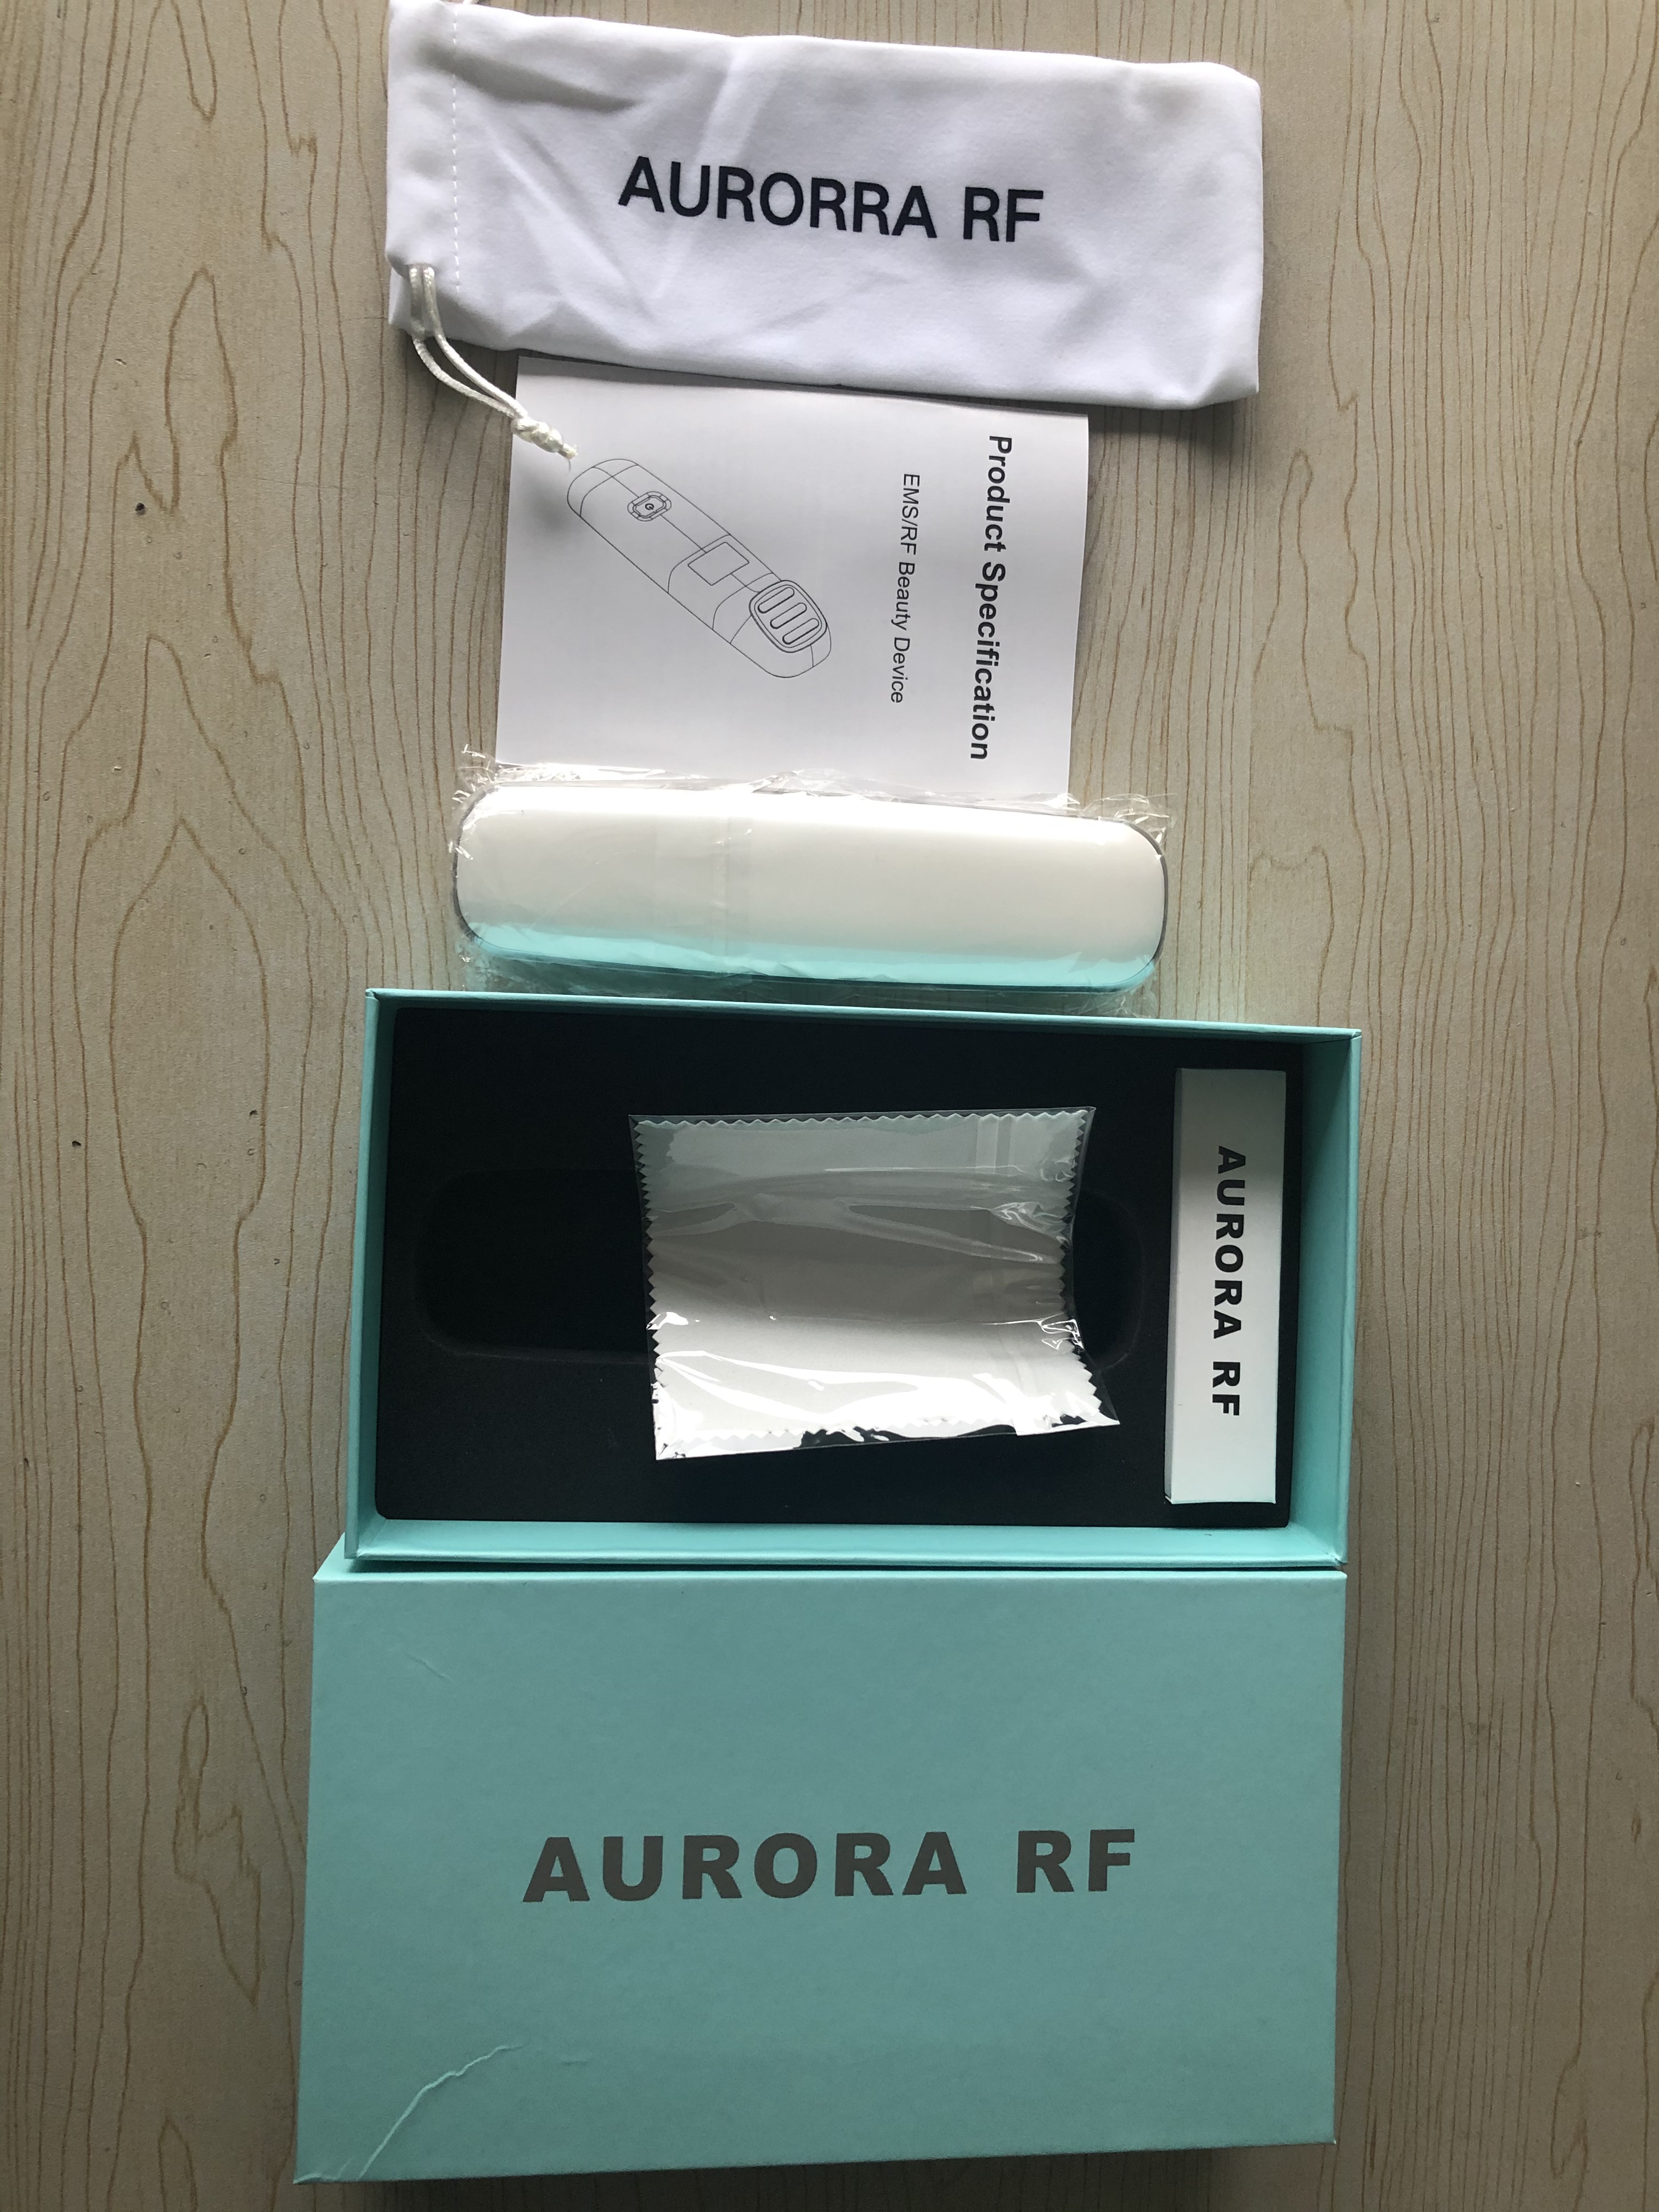 AURORRA RF
Product Specification
EMS/RF Beauty Device
AURORA RF
AURORA RF